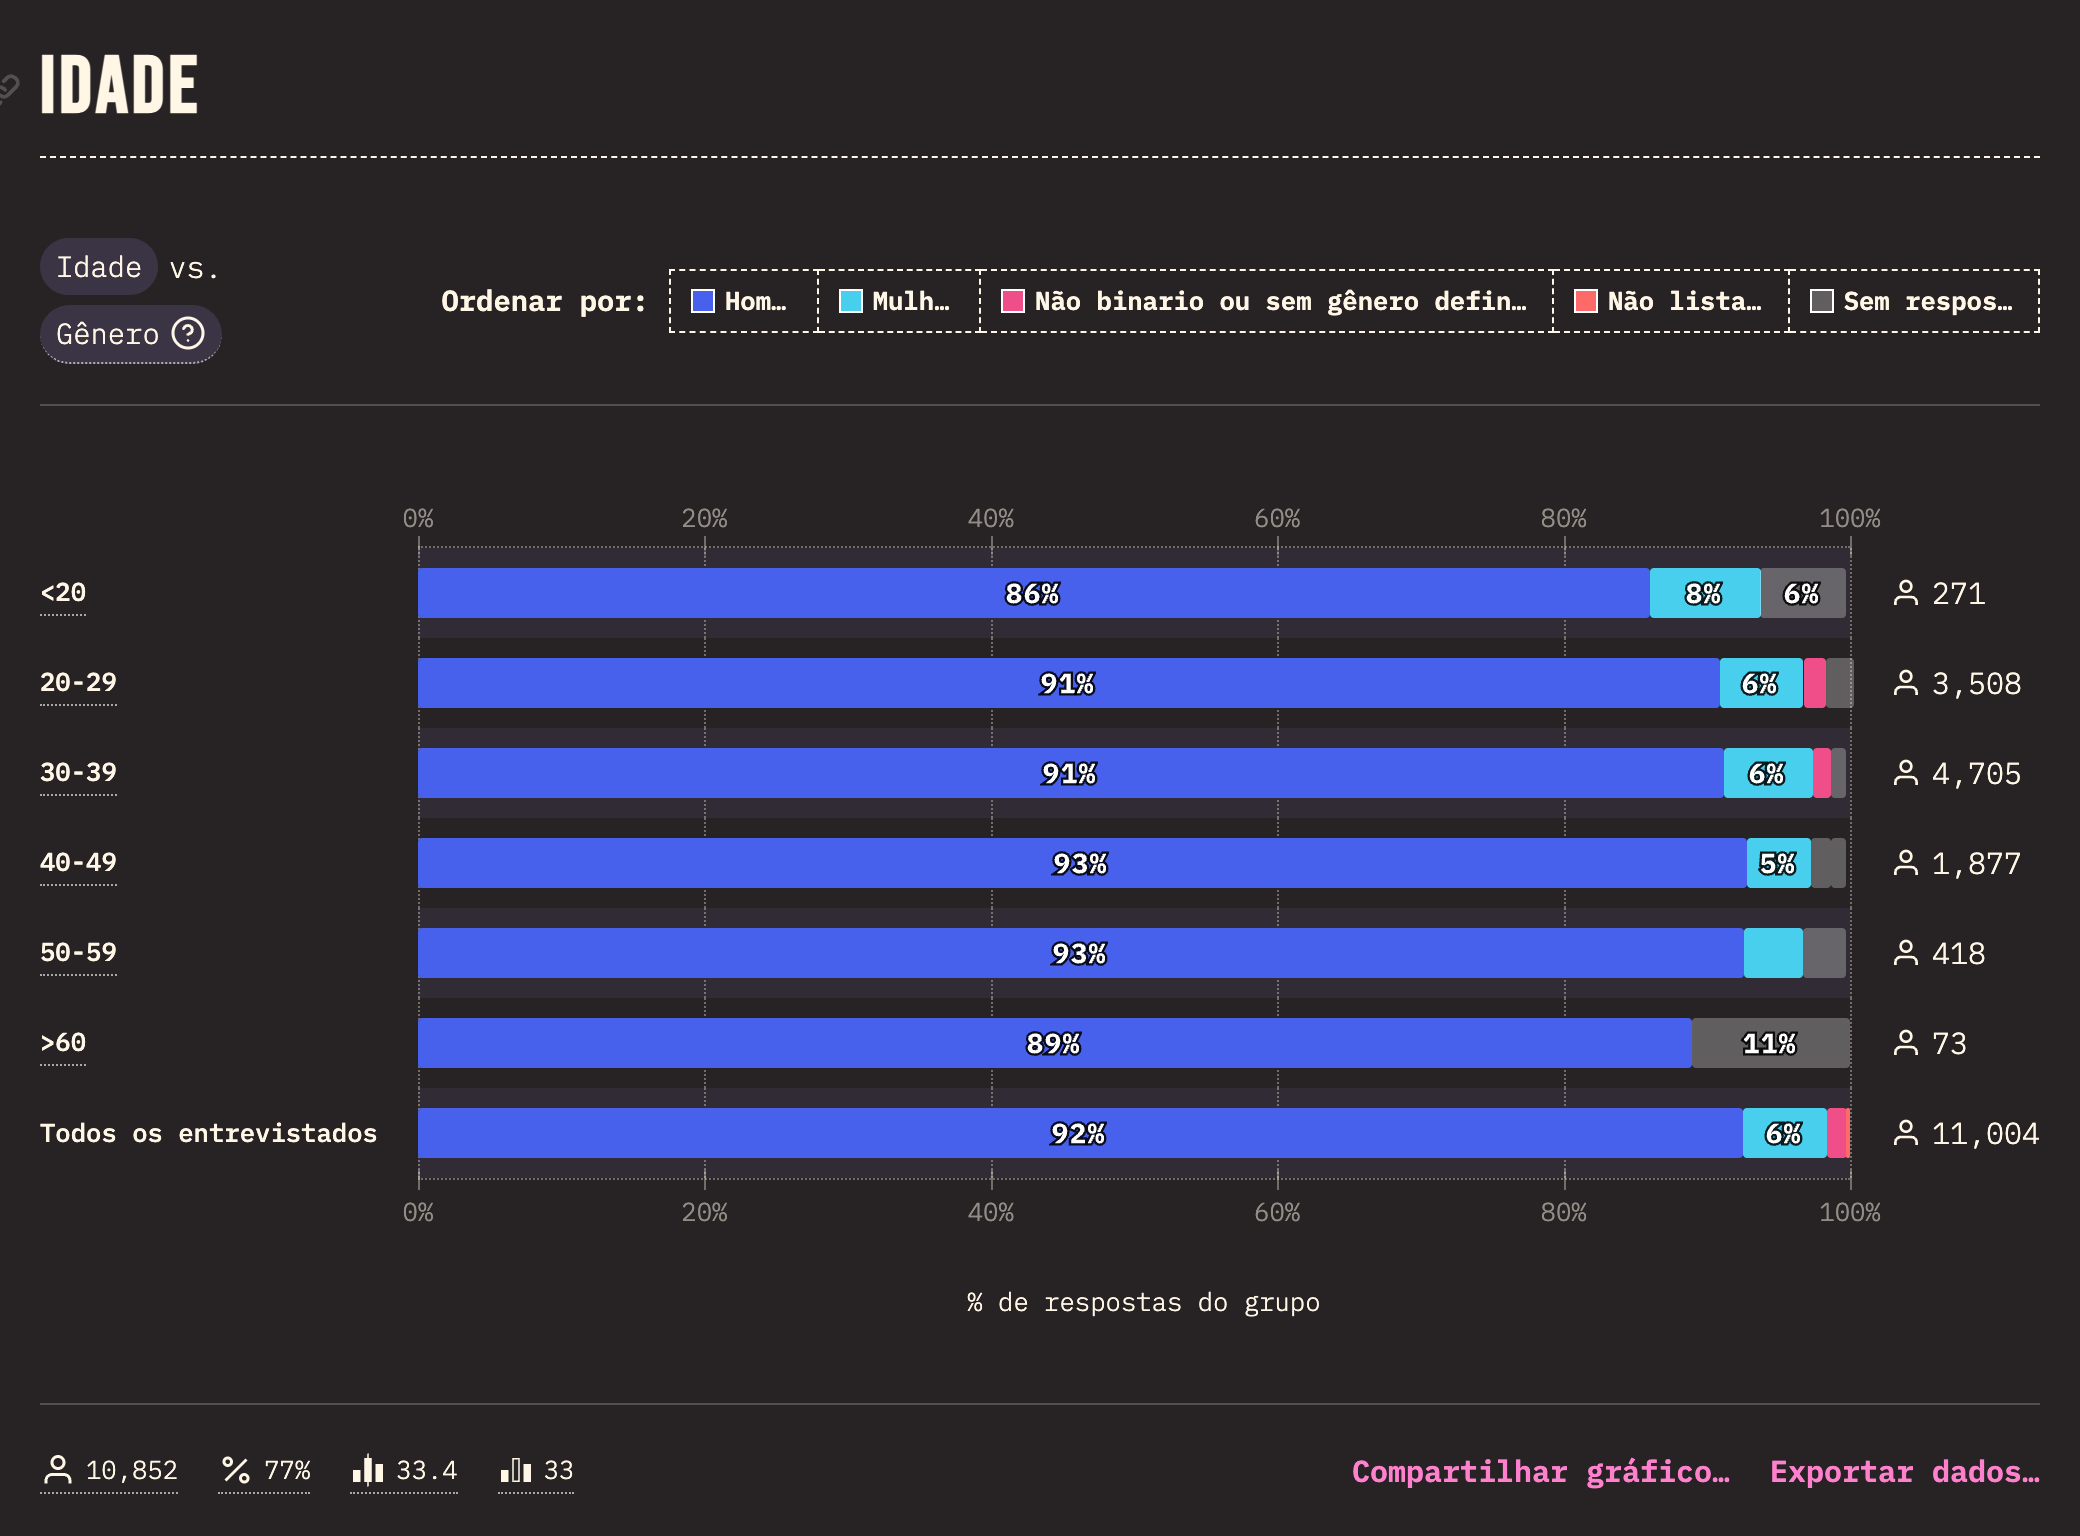 IDADE
Idade vs.
Gênero
Ordenar por: Hom… Mulh… Não binario ou sem gênero defin… Não lista… Sem respos…
0% 20% 40% 60% 80% 100%
<20 86% 8% 6% 271
20-29 91% 6% 3,508
30-39 91% 6% 4,705
40-49 93% 5% 1,877
50-59 93% 418
>60 89% 11% 73
Todos os entrevistados 92% 6% 11,004
0% 20% 40% 60% 80% 100%
% de respostas do grupo
10,852 77% 33.4 33 Compartilhar gráfico… Exportar dados…